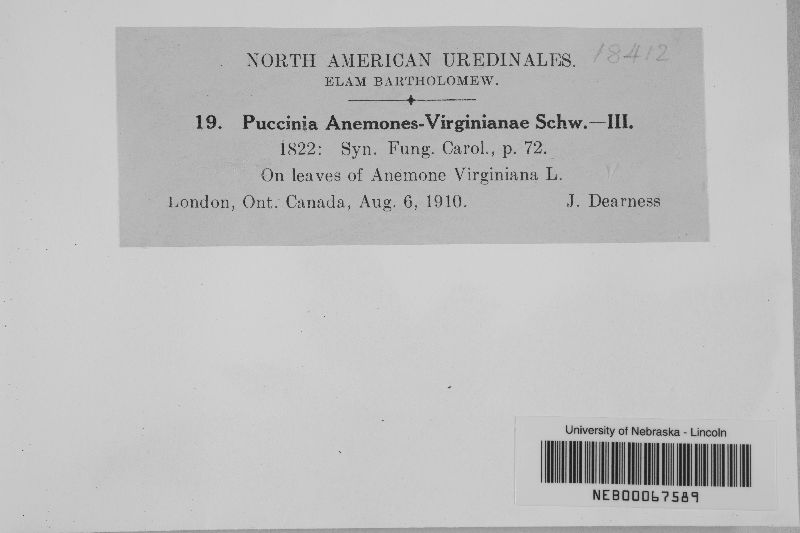 NORTH AMERICAN UREDINALES. 18412
ELAM BARTHOLOMEW.
19. Puccinia Anemones-Virginianae Schw.—III.
1822: Syn. Fung. Carol., p. 72.
On leaves of Anemone Virginiana L.
London, Ont. Canada, Aug. 6, 1910. J. Dearness
University of Nebraska - Lincoln
NEB00067589